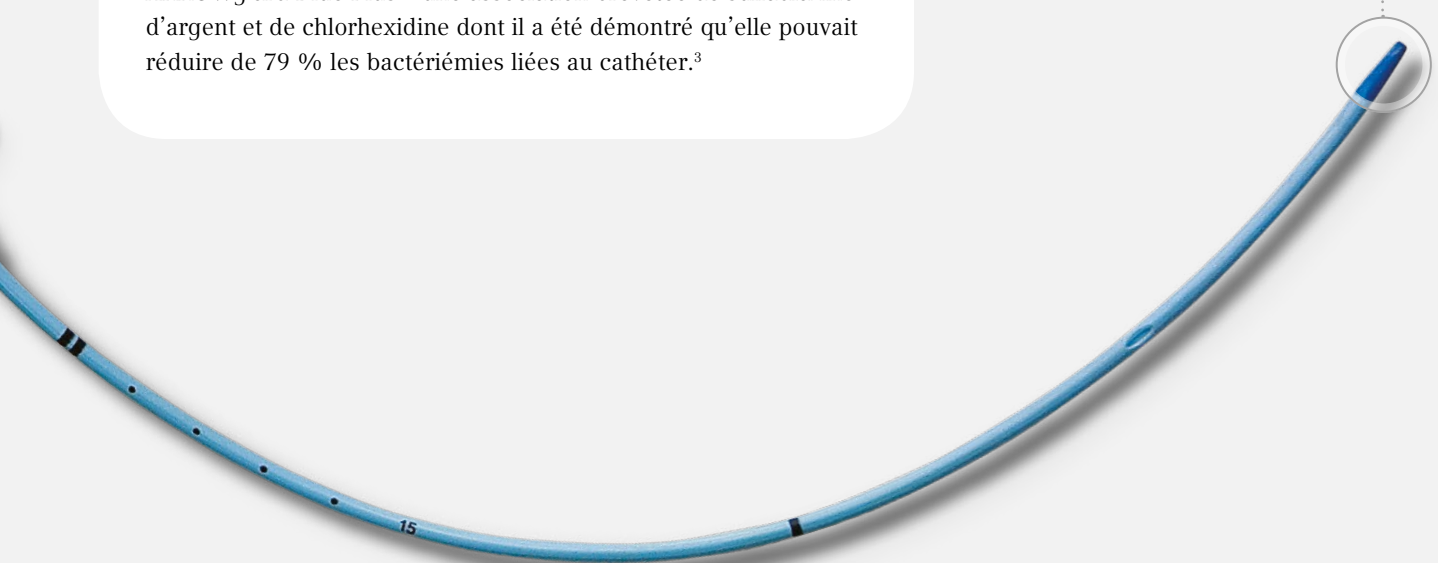 d’argent et de chlorhexidine dont il a été démontré qu’elle pouvait
réduire de 79 % les bactériémies liées au cathéter.³
15